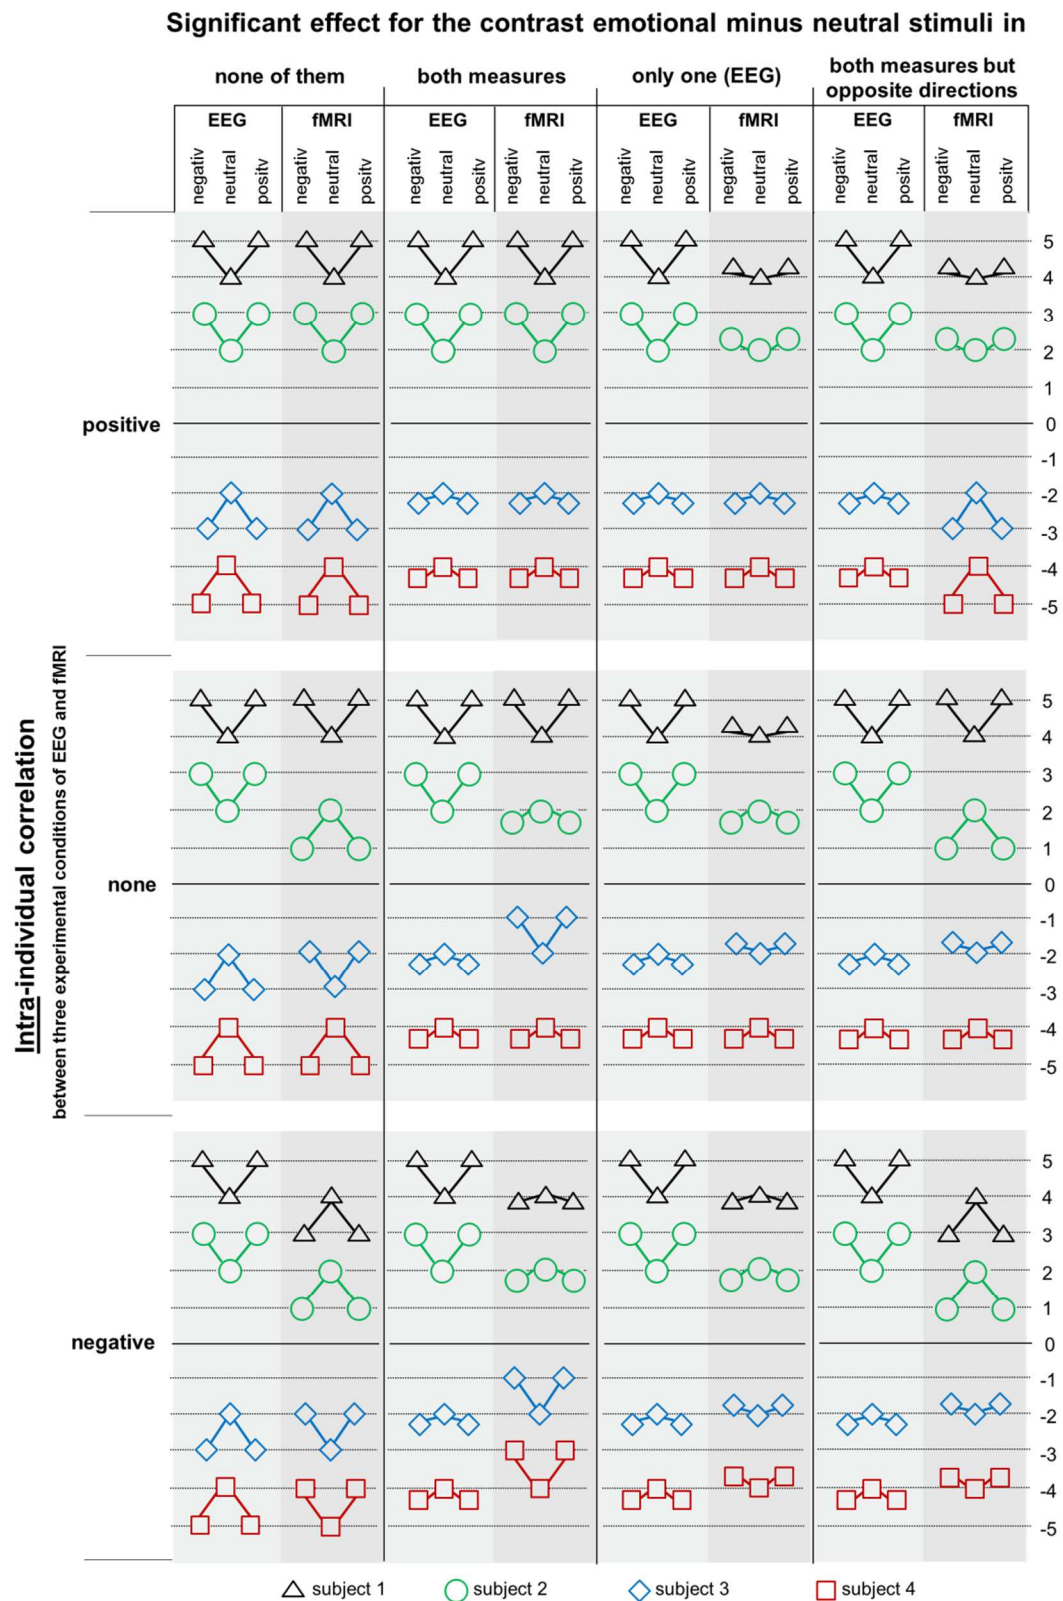 Significant effect for the contrast emotional minus neutral stimuli in
none of them
both measures
only one (EEG)
both measures but
opposite directions
EEG fMRI EEG fMRI EEG fMRI EEG fMRI
negativ neutral positv negativ neutral positv negativ neutral positv negativ neutral positv negativ neutral positv negativ neutral positv negativ neutral positv negativ neutral positv
Intra-individual correlation
between three experimental conditions of EEG and fMRI
positive
5
4
3
2
1
0
-1
-2
-3
-4
-5
none
5
4
3
2
1
0
-1
-2
-3
-4
-5
negative
5
4
3
2
1
0
-1
-2
-3
-4
-5
subject 1 subject 2 subject 3 subject 4